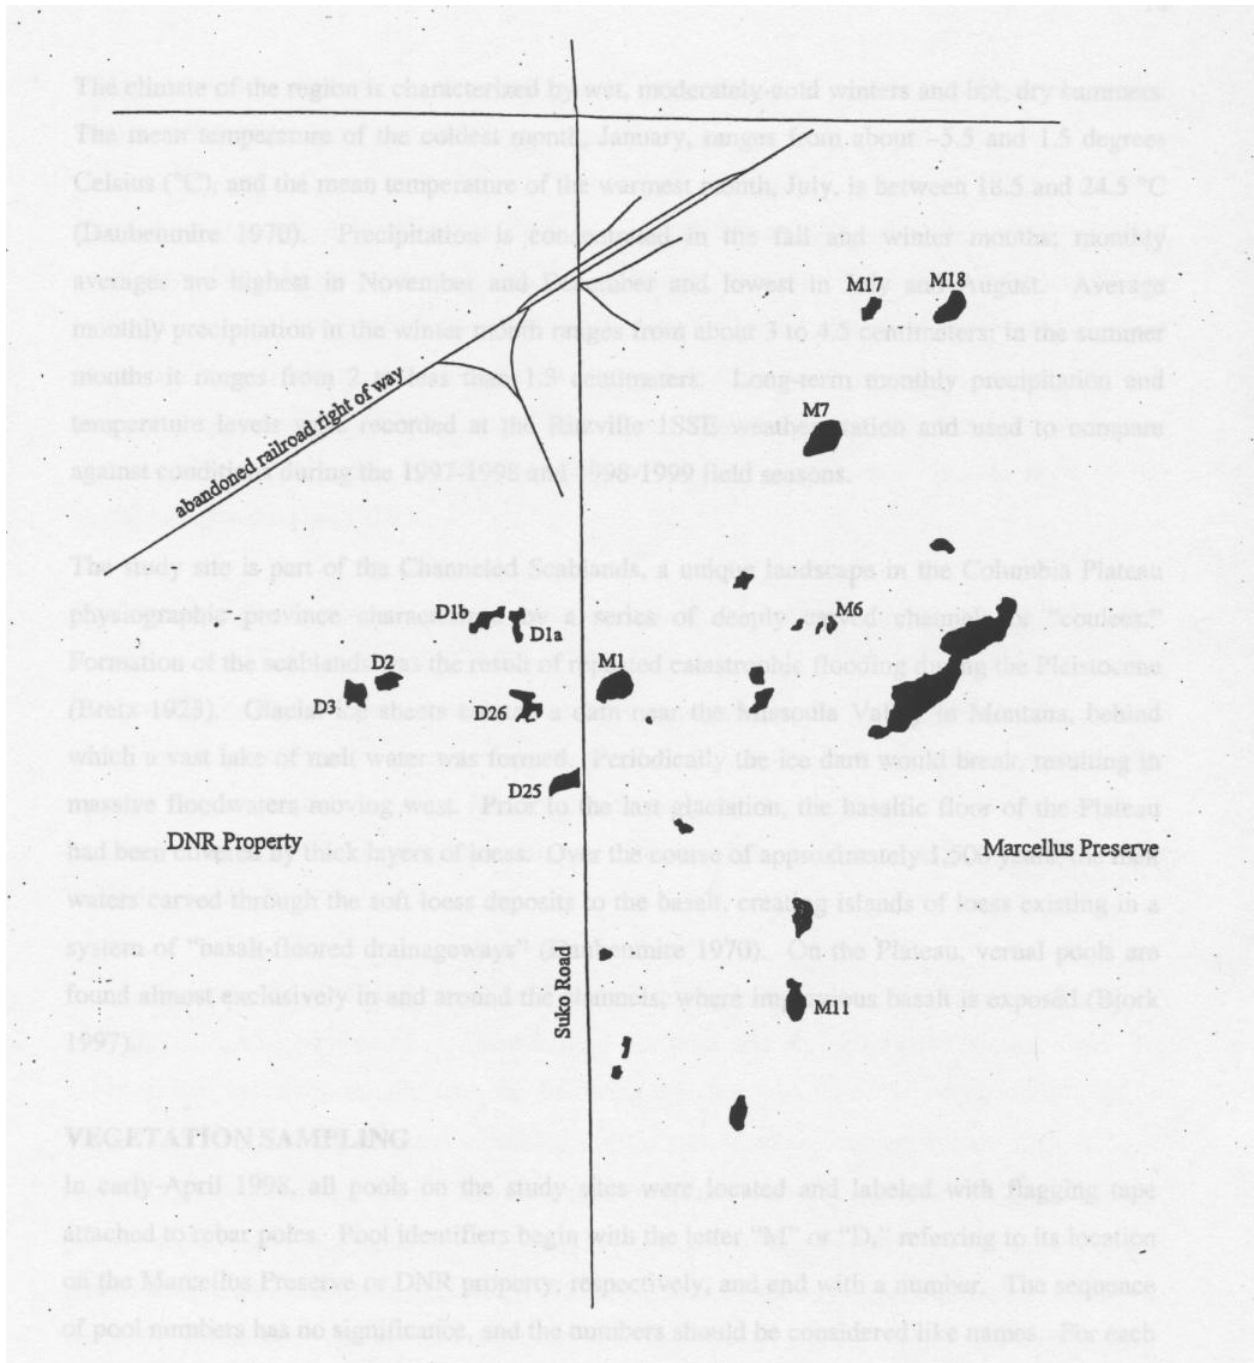 The climate of the region is characterized by wet, moderately-cold winters and hot, dry summers.
The mean temperature of the coldest month, January, ranges from about –5.5 and 1.5 degrees
Celsius (°C), and the mean temperature of the warmest month, July, is between 18.5 and 24.5 °C
(Daubenmire 1970). Precipitation is concentrated in the fall and winter months; monthly
averages are highest in November and December and lowest in July and August. Average
M17
M18
monthly precipitation in the winter month ranges from about 3 to 4.5 centimeters; in the summer
months it ranges from 2 to less than 1.5 centimeters. Long-term monthly precipitation and
abandoned railroad right of way
M7
temperature levels were recorded at the Ritzville 1SSE weather station and used to compare
against conditions during the 1997-1998 and 1998-1999 field seasons.
The study site is part of the Channeled Scablands, a unique landscape in the Columbia Plateau
D1b
M6
physiographic province characterized by a series of deeply carved channels or "coulees."
D1a
Formation of the scablands was the result of repeated catastrophic flooding during the Pleistocene
D2
M1
D3
D26
(Bretz 1923). Glacial ice sheets a dam near the Missoula Valley in Montana, behind
which a vast lake of melt water was formed. Periodically the ice dam would break, resulting in
D25
massive floodwaters moving west. Prior to the last glaciation, the basaltic floor of the Plateau
DNR Property
Marcellus Preserve
had been covered by thick layers of loess. Over the course of approximately 1,500 years, the
waters carved through the soft loess deposits to the basalt, creating islands of loess existing in a
system of "basalt-floored drainageways" (Daubenmire 1970). On the Plateau, vernal pools are
Suko Road
found almost exclusively in and around the channels, where impervious basalt is exposed (Bjork
M11
1997).
VEGETATION SAMPLING
In early-April 1998, all pools on the study sites were located and labeled with flagging tape
attached to rebar poles. Pool identifiers begin with the letter "M" or "D," referring to its location
on the Marcellus Preserve or DNR property, respectively, and end with a number. The sequence
of pool numbers has no significance, and the numbers should be considered like names. For each